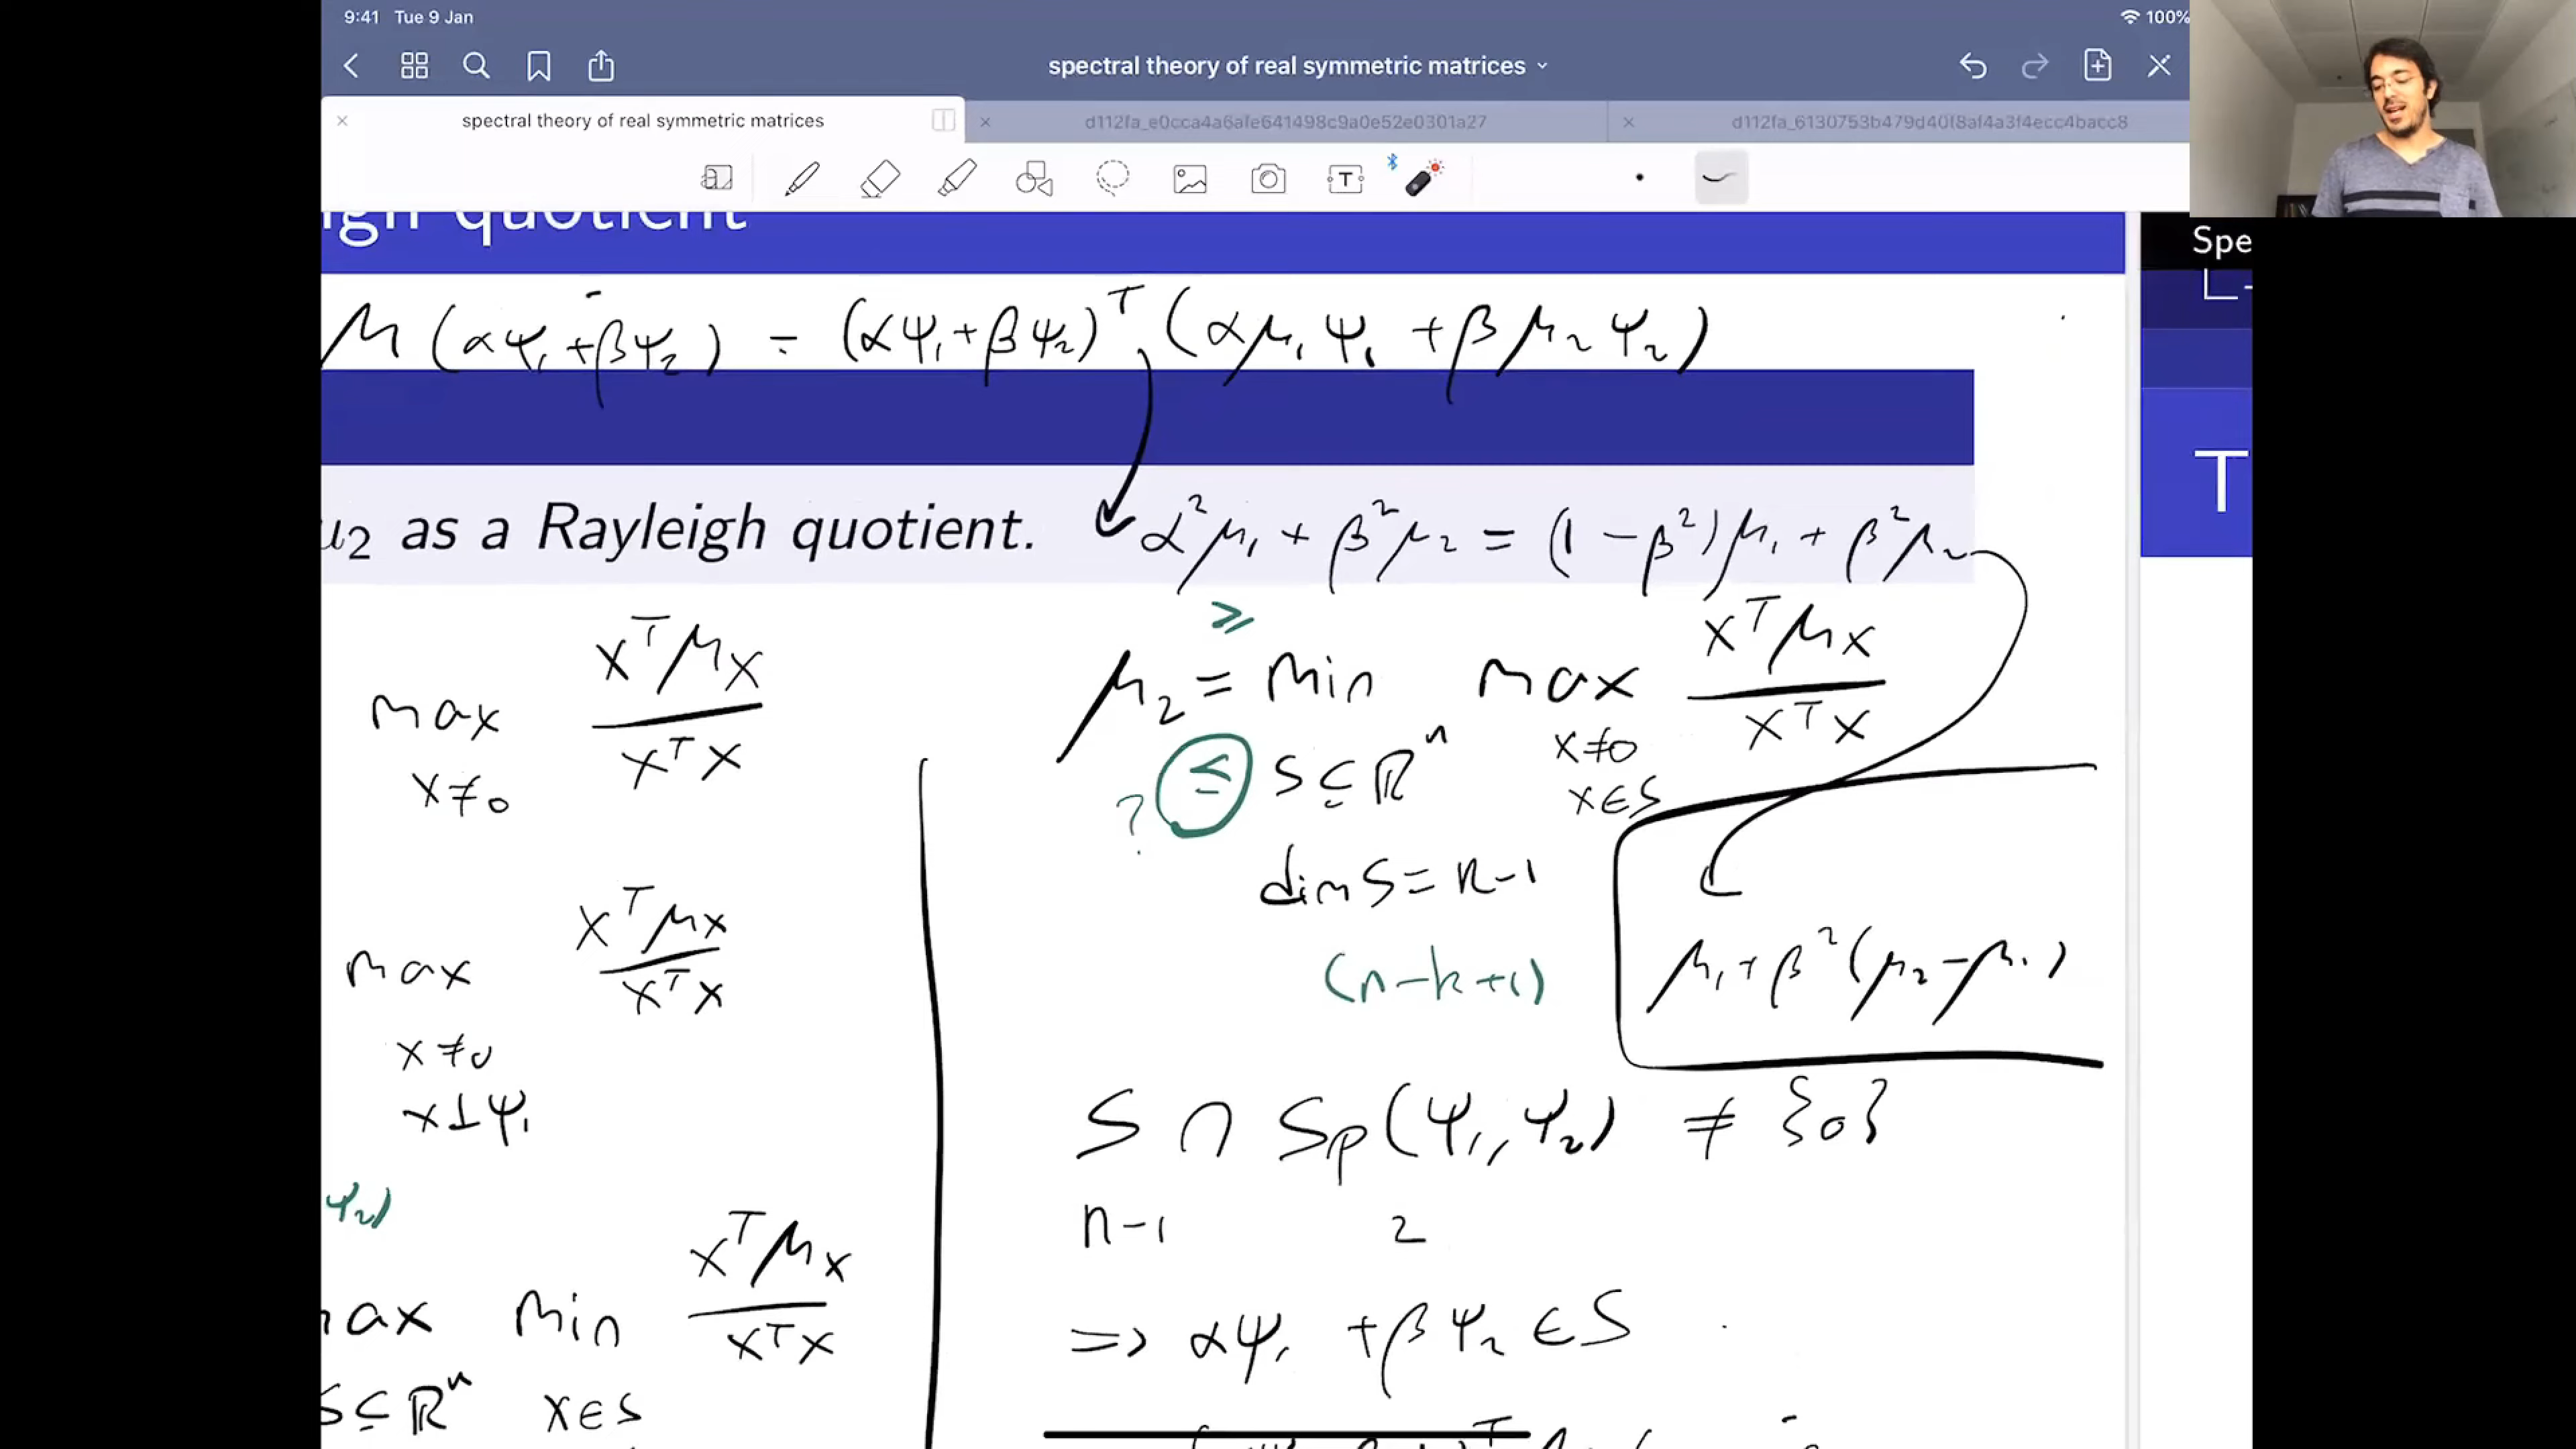 9:41 Tue 9 Jan
100%
spectral theory of real symmetric matrices
spectral theory of real symmetric matrices
d112fa_e0cca4a6afe641498c9a0e52e0301a27
d112fa_6130753b479d40f8af4a3f4ecc4bacc8
igh quotient
Spe
M (αψ₁+βψ₂) = (αψ₁+βψ₂)ᵀ (αμ₁ψ₁ + βμ₂ψ₂)
T
μ₂ as a Rayleigh quotient.
α²μ₁ + β²μ₂ = (1-β²)μ₁ + β²μ₂
max xᵀMx / xᵀx
x≠0
≥
μ₂ = min max xᵀMx / xᵀx
? ≤ S⊆ℝⁿ x≠0
x∈S
dim S = n-1
(n-k+1)
μ₁+β²(μ₂-μ₁)
max xᵀMx / xᵀx
x≠0
x⊥ψ₁
S ∩ Sp(ψ₁,ψ₂) ≠ {0}
n-1 2
ψ₂)
max min xᵀMx / xᵀx
S⊆ℝⁿ x∈S
=> αψ₁ +βψ₂ ∈ S